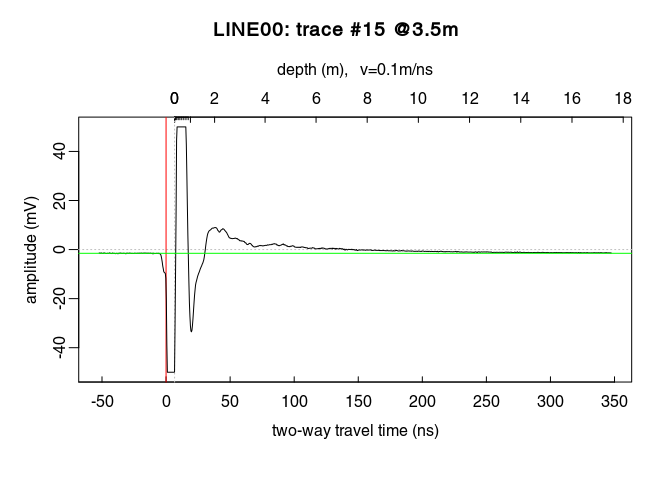 LINE00: trace #15 @3.5m
depth (m),   v=0.1m/ns
0 2 4 6 8 10 12 14 16 18
amplitude (mV)
40
20
0
-20
-40
-50 0 50 100 150 200 250 300 350
two-way travel time (ns)